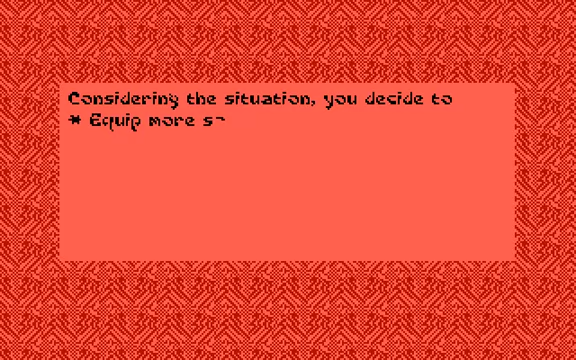 Considering the situation, you decide to
* Equip more s